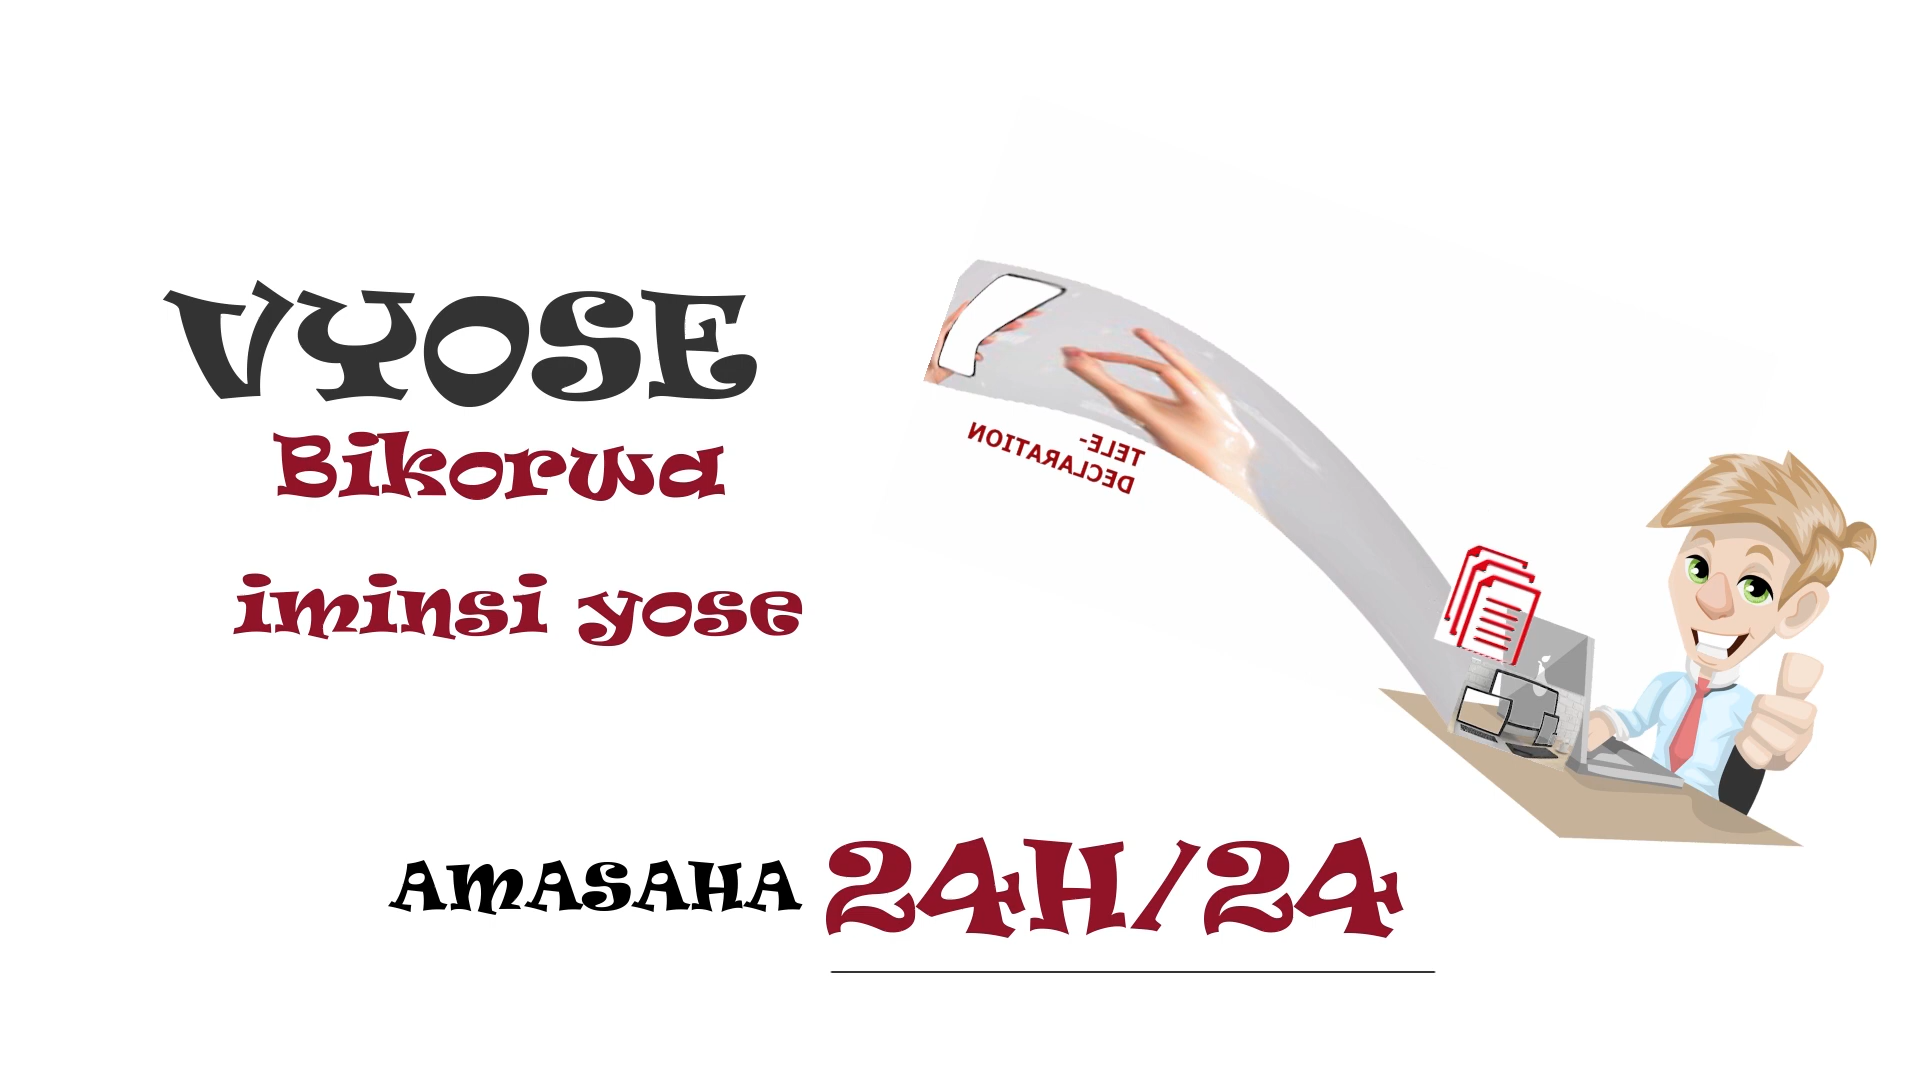 VYOSE
Bikorwa
iminsi yose
TELE-
DECLARATION
AMASAHA 24H/24